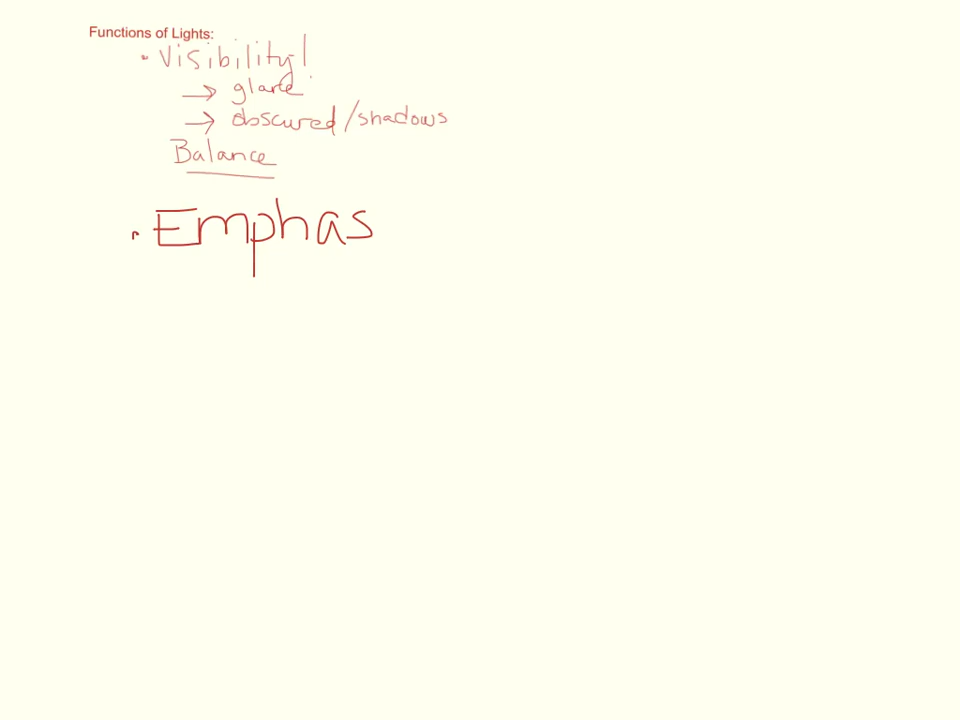 Functions of Lights:
• Visibility!
→ glare
→ obscured/shadows
Balance
• Emphas